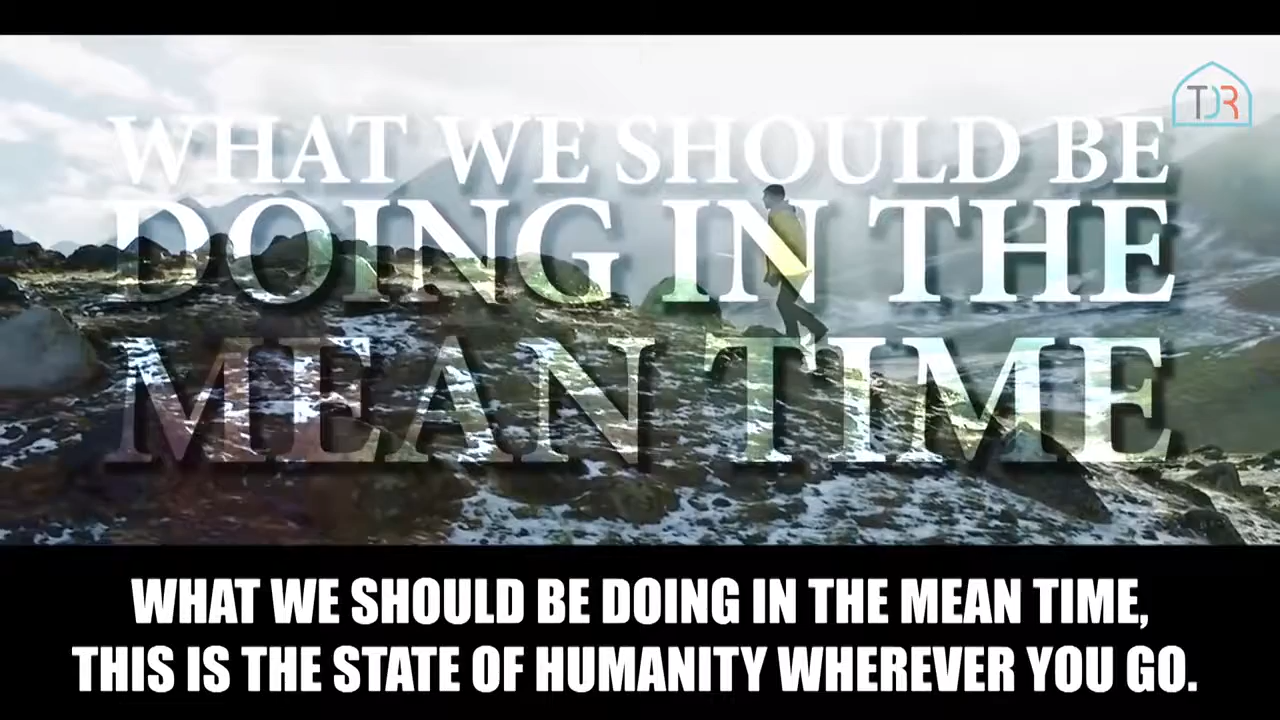 TDR
WHAT WE SHOULD BE
DOING IN THE
MEAN TIME
WHAT WE SHOULD BE DOING IN THE MEAN TIME,
THIS IS THE STATE OF HUMANITY WHEREVER YOU GO.